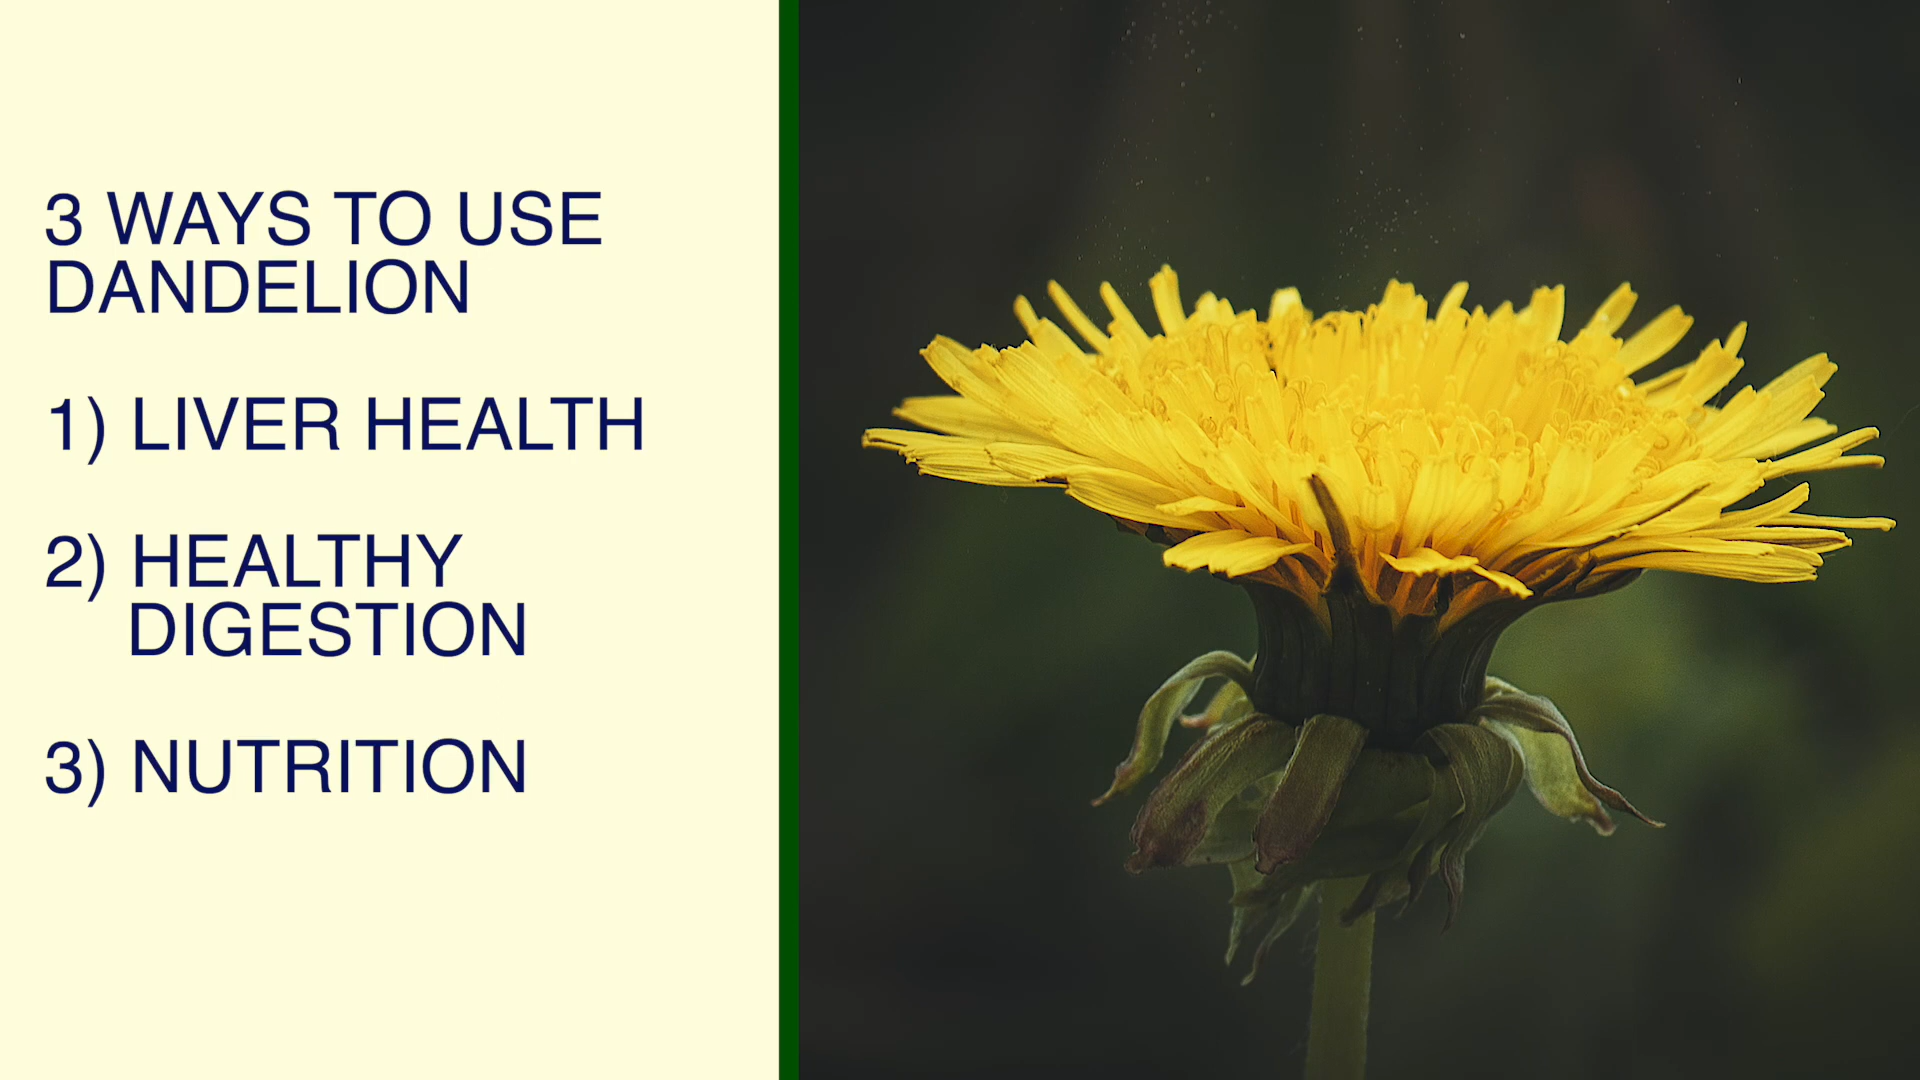 3 WAYS TO USE
DANDELION
1) LIVER HEALTH
2) HEALTHY
DIGESTION
3) NUTRITION